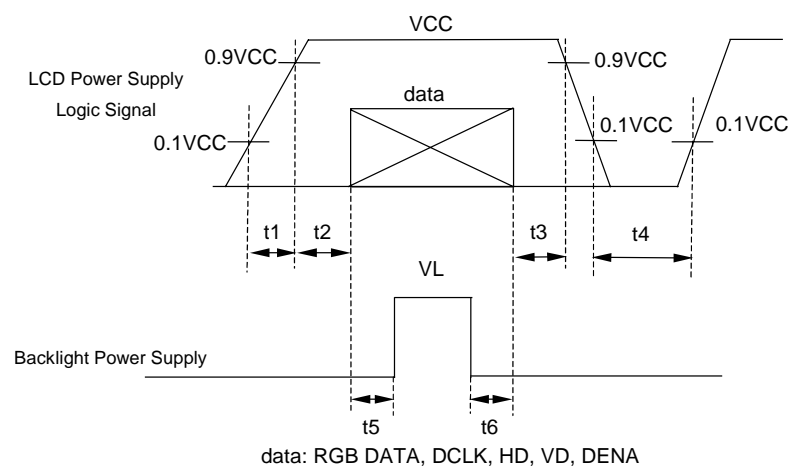 VCC
0.9VCC
0.9VCC
LCD Power Supply
Logic Signal
data
0.1VCC
0.1VCC
0.1VCC
t1
t2
t3
t4
VL
Backlight Power Supply
t5
t6
data: RGB DATA, DCLK, HD, VD, DENA